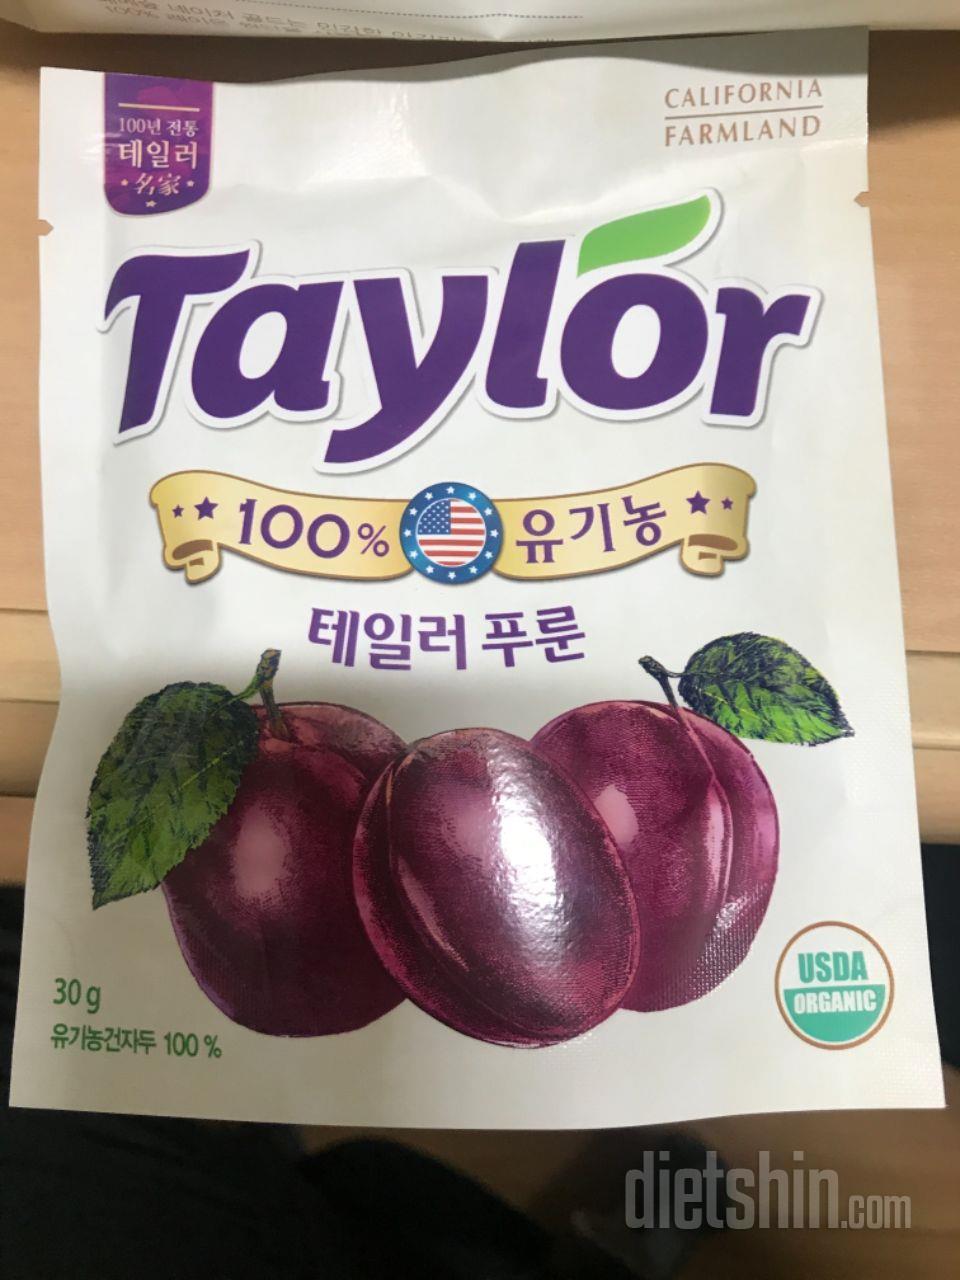 100년 전통
테일러
名家
CALIFORNIA
FARMLAND
Taylor
100% 유기농
테일러 푸룬
30 g
유기농건자두 100 %
USDA
ORGANIC
dietshin.com